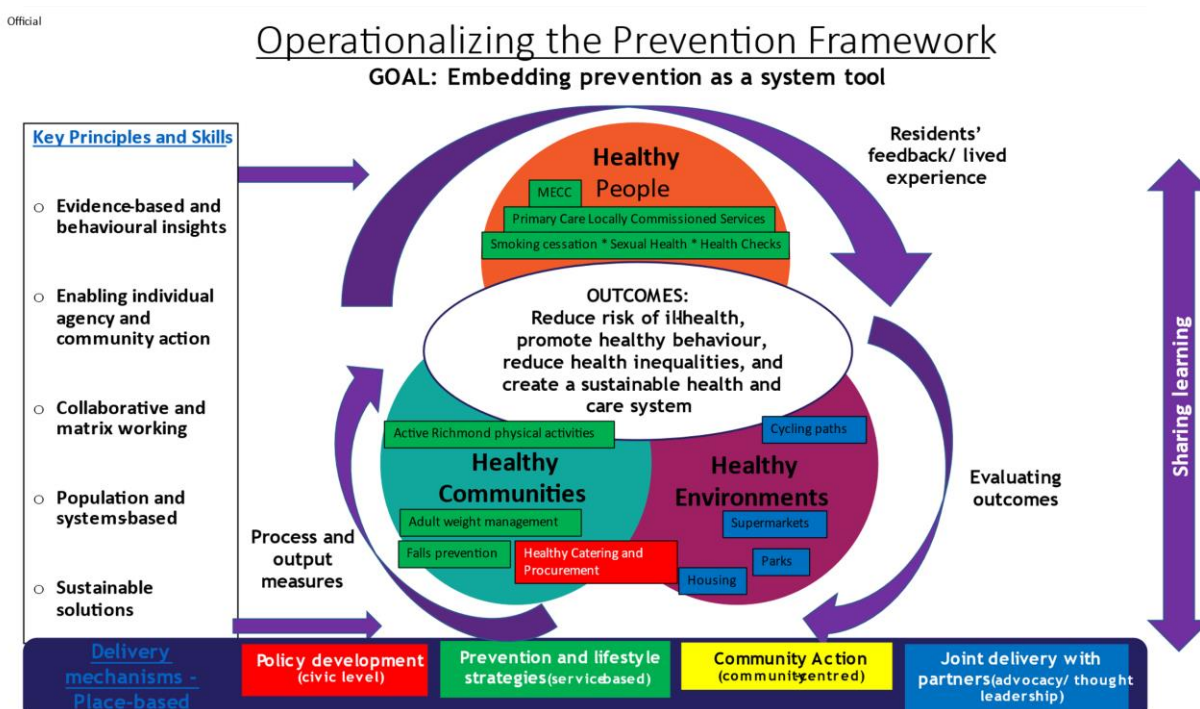 Official
Operationalizing the Prevention Framework
GOAL: Embedding prevention as a system tool
Key Principles and Skills
o Evidence-based and
behavioural insights
o Enabling individual
agency and
community action
o Collaborative and
matrix working
o Population and
systems-based
o Sustainable
solutions
Healthy
People
MECC
Primary Care Locally Commissioned Services
Smoking cessation * Sexual Health * Health Checks
Residents’
feedback/ lived
experience
OUTCOMES:
Reduce risk of ill-health,
promote healthy behaviour,
reduce health inequalities, and
create a sustainable health and
care system
Active Richmond physical activities
Healthy
Communities
Adult weight management
Falls prevention
Healthy Catering and
Procurement
Cycling paths
Healthy
Environments
Supermarkets
Parks
Housing
Process and
output
measures
Evaluating
outcomes
Sharing learning
Delivery
mechanisms -
Place-based
Policy development
(civic level)
Prevention and lifestyle
strategies(service-based)
Community Action
(community-centred)
Joint delivery with
partners(advocacy/ thought
leadership)